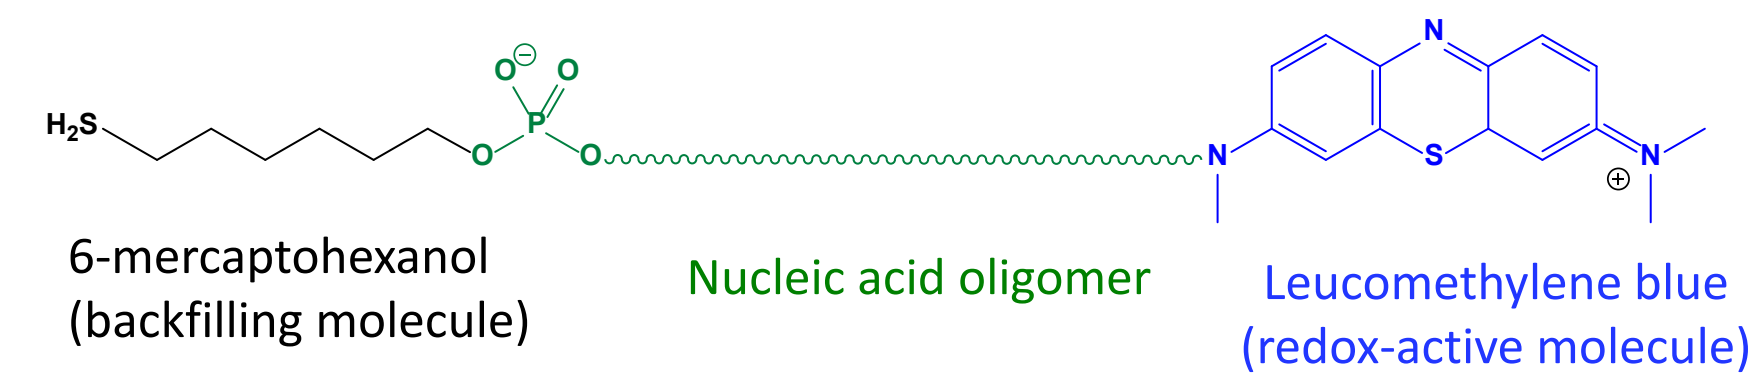 H2S
O⊖ O
P
O O
N
N S N
⊕
6-mercaptohexanol
(backfilling molecule)
Nucleic acid oligomer
Leucomethylene blue
(redox-active molecule)